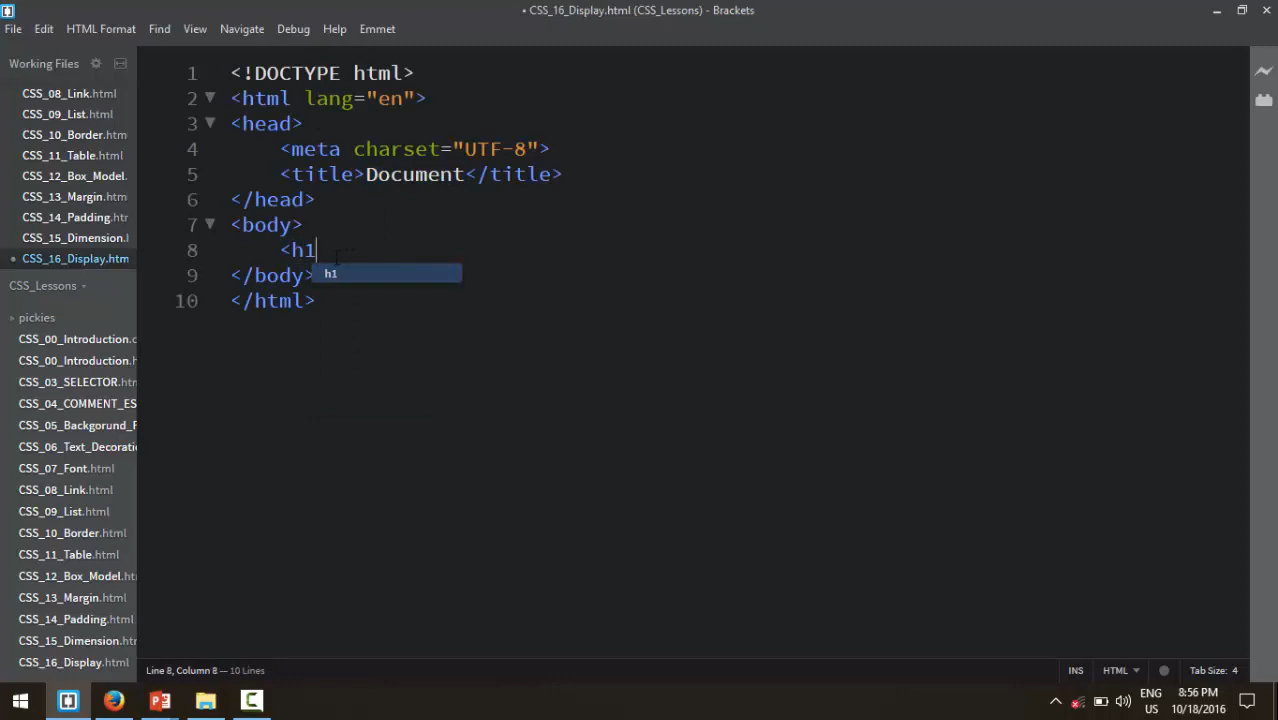 • CSS_16_Display.html (CSS_Lessons) - Brackets
File Edit HTML Format Find View Navigate Debug Help Emmet
Working Files
CSS_08_Link.html
CSS_09_List.html
CSS_10_Border.html
CSS_11_Table.html
CSS_12_Box_Model.
CSS_13_Margin.html
CSS_14_Padding.htr
CSS_15_Dimension.l
CSS_16_Display.htm
CSS_Lessons
pickies
CSS_00_Introduction.c
CSS_00_Introduction.h
CSS_03_SELECTOR.h
CSS_04_COMMENT_ES
CSS_05_Backgorund_F
CSS_06_Text_Decoratio
CSS_07_Font.html
CSS_08_Link.html
CSS_09_List.html
CSS_10_Border.html
CSS_11_Table.html
CSS_12_Box_Model.htr
CSS_13_Margin.html
CSS_14_Padding.html
CSS_15_Dimension.htr
CSS_16_Display.html
1 <!DOCTYPE html>
2 <html lang="en">
3 <head>
4 <meta charset="UTF-8">
5 <title>Document</title>
6 </head>
7 <body>
8 <h1
h1
9 </body>
10 </html>
Line 8, Column 8 — 10 Lines
INS HTML Tab Size: 4
ENG 8:56 PM
US 10/18/2016